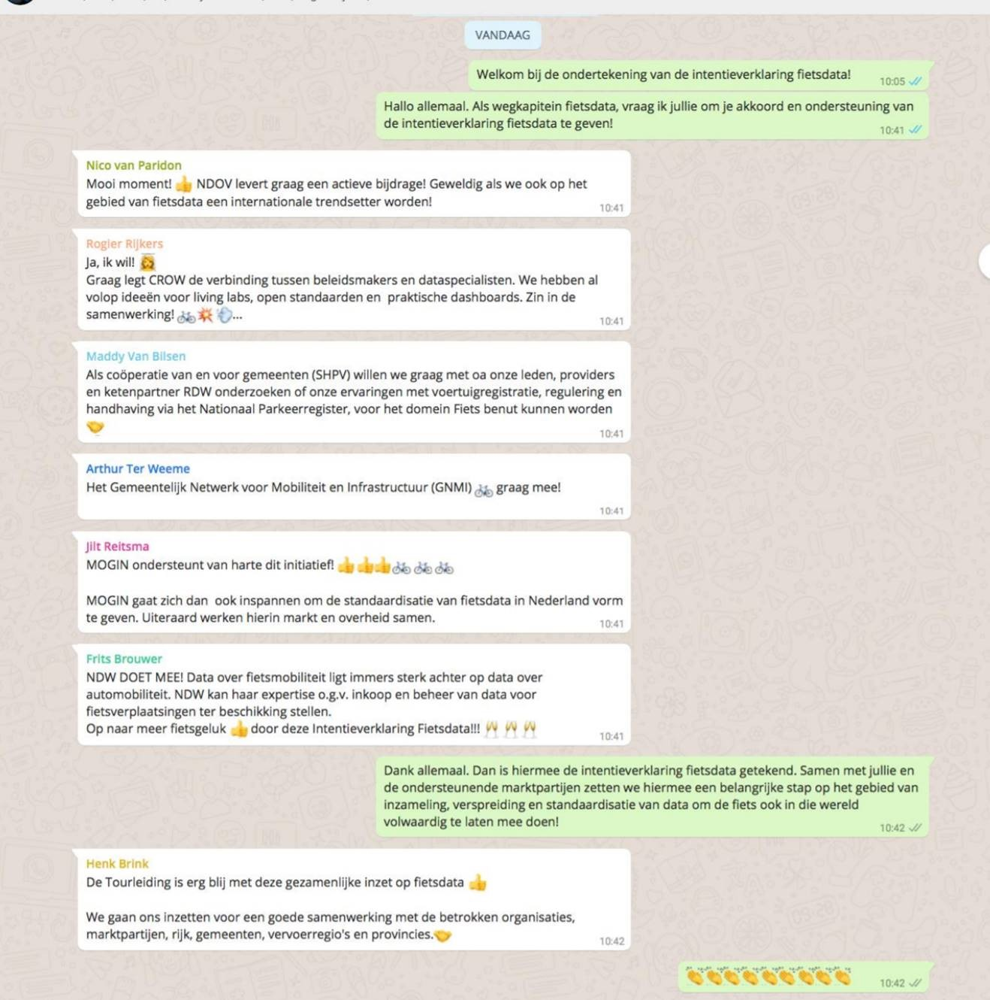 VANDAAG
Welkom bij de ondertekening van de intentieverklaring fietsdata!
10:05
Hallo allemaal. Als wegkapitein fietsdata, vraag ik jullie om je akkoord en ondersteuning van
de intentieverklaring fietsdata te geven!
10:41
Nico van Paridon
Mooi moment! 👍 NDOV levert graag een actieve bijdrage! Geweldig als we ook op het
gebied van fietsdata een internationale trendsetter worden!
10:41
Rogier Rijkers
Ja, ik wil! 👰
Graag legt CROW de verbinding tussen beleidsmakers en dataspecialisten. We hebben al
volop ideeën voor living labs, open standaarden en  praktische dashboards. Zin in de
samenwerking! 🚲💥💨...
10:41
Maddy Van Bilsen
Als coöperatie van en voor gemeenten (SHPV) willen we graag met oa onze leden, providers
en ketenpartner RDW onderzoeken of onze ervaringen met voertuigregistratie, regulering en
handhaving via het Nationaal Parkeerregister, voor het domein Fiets benut kunnen worden
🤝
10:41
Arthur Ter Weeme
Het Gemeentelijk Netwerk voor Mobiliteit en Infrastructuur (GNMI) 🚲 graag mee!
10:41
Jilt Reitsma
MOGIN ondersteunt van harte dit initiatief! 👍👍👍🚲🚲🚲
MOGIN gaat zich dan  ook inspannen om de standaardisatie van fietsdata in Nederland vorm
te geven. Uiteraard werken hierin markt en overheid samen.
10:41
Frits Brouwer
NDW DOET MEE! Data over fietsmobiliteit ligt immers sterk achter op data over
automobiliteit. NDW kan haar expertise o.g.v. inkoop en beheer van data voor
fietsverplaatsingen ter beschikking stellen.
Op naar meer fietsgeluk 👍 door deze Intentieverklaring Fietsdata!!! 🥂 🥂 🥂
10:41
Dank allemaal. Dan is hiermee de intentieverklaring fietsdata getekend. Samen met jullie en
de ondersteunende marktpartijen zetten we hiermee een belangrijke stap op het gebied van
inzameling, verspreiding en standaardisatie van data om de fiets ook in die wereld
volwaardig te laten mee doen!
10:42
Henk Brink
De Tourleiding is erg blij met deze gezamenlijke inzet op fietsdata 👍
We gaan ons inzetten voor een goede samenwerking met de betrokken organisaties,
marktpartijen, rijk, gemeenten, vervoerregio's en provincies.🤝
10:42
👏👏👏👏👏👏👏👏👏
10:42